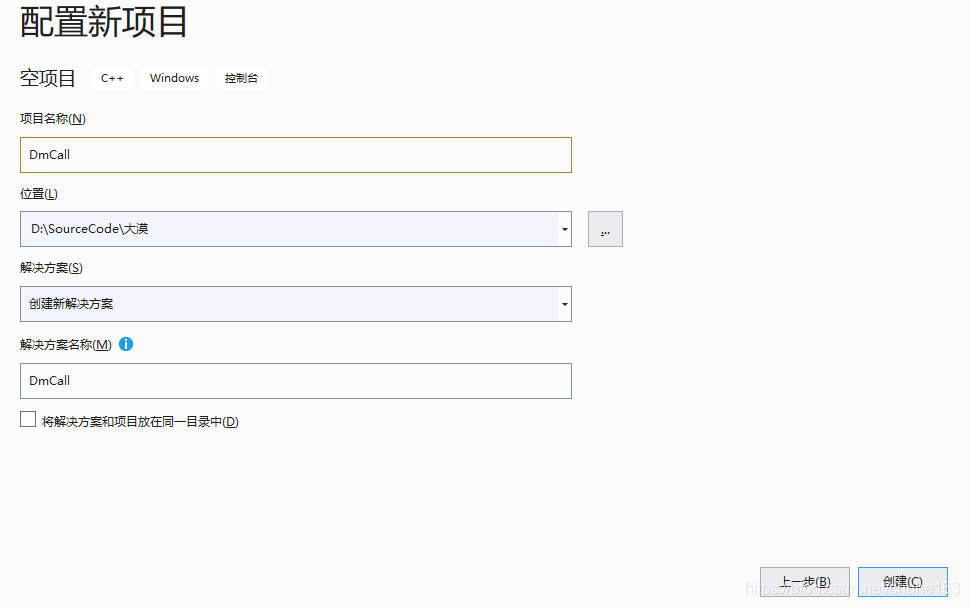 配置新项目
空项目 C++ Windows 控制台
项目名称(N)
DmCall
位置(L)
D:\SourceCode\大漠
...
解决方案(S)
创建新解决方案
解决方案名称(M) i
DmCall
将解决方案和项目放在同一目录中(D)
上一步(B) 创建(C)
https://blog.csdn.net/chuhe163